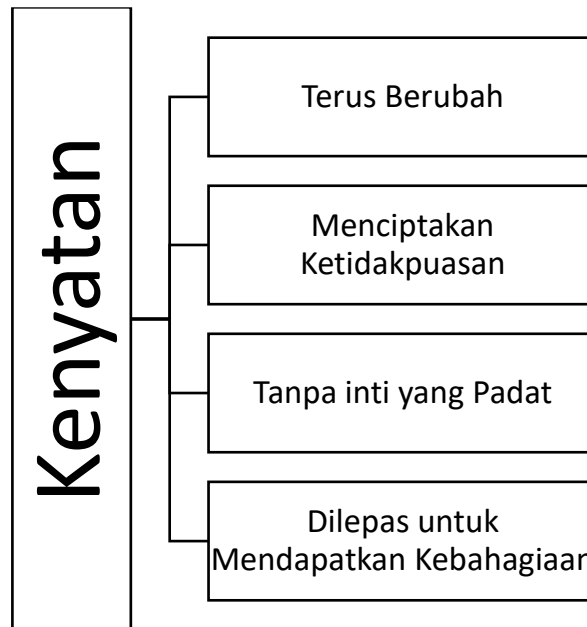 Kenyatan
Terus Berubah
Menciptakan
Ketidakpuasan
Tanpa inti yang Padat
Dilepas untuk
Mendapatkan Kebahagiaan